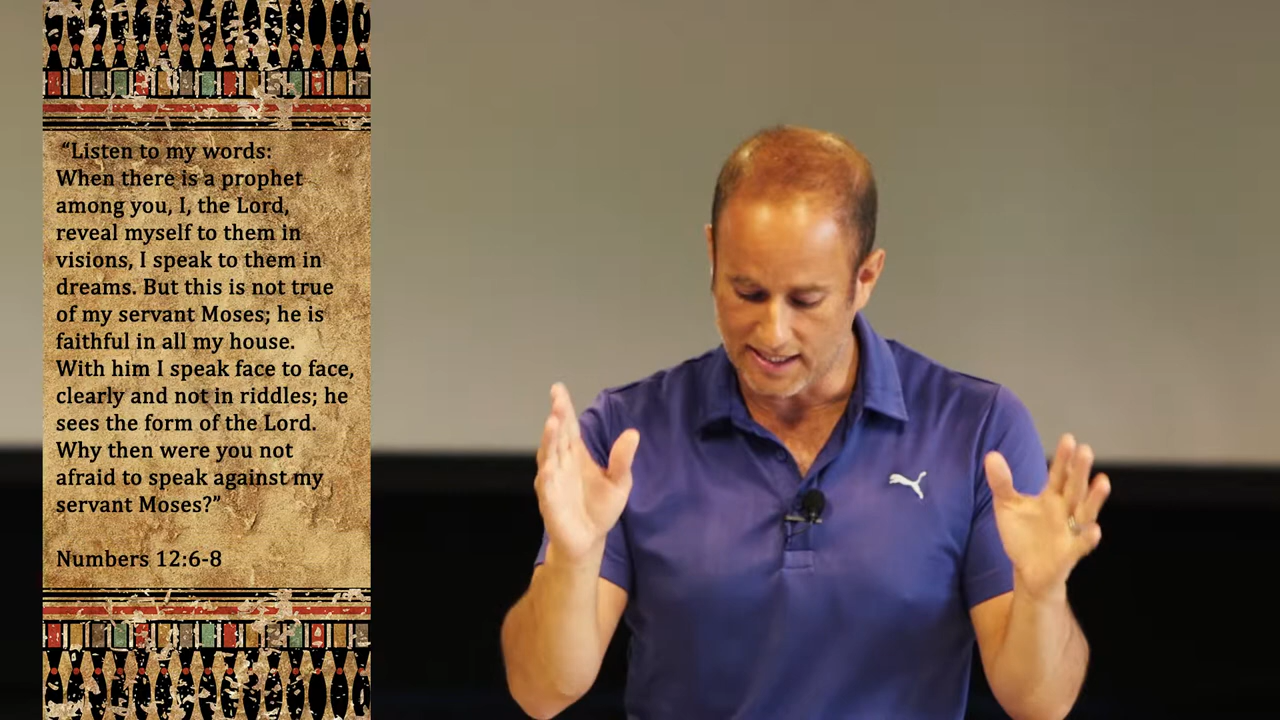 “Listen to my words:
When there is a prophet
among you, I, the Lord,
reveal myself to them in
visions, I speak to them in
dreams. But this is not true
of my servant Moses; he is
faithful in all my house.
With him I speak face to face,
clearly and not in riddles; he
sees the form of the Lord.
Why then were you not
afraid to speak against my
servant Moses?”
Numbers 12:6-8